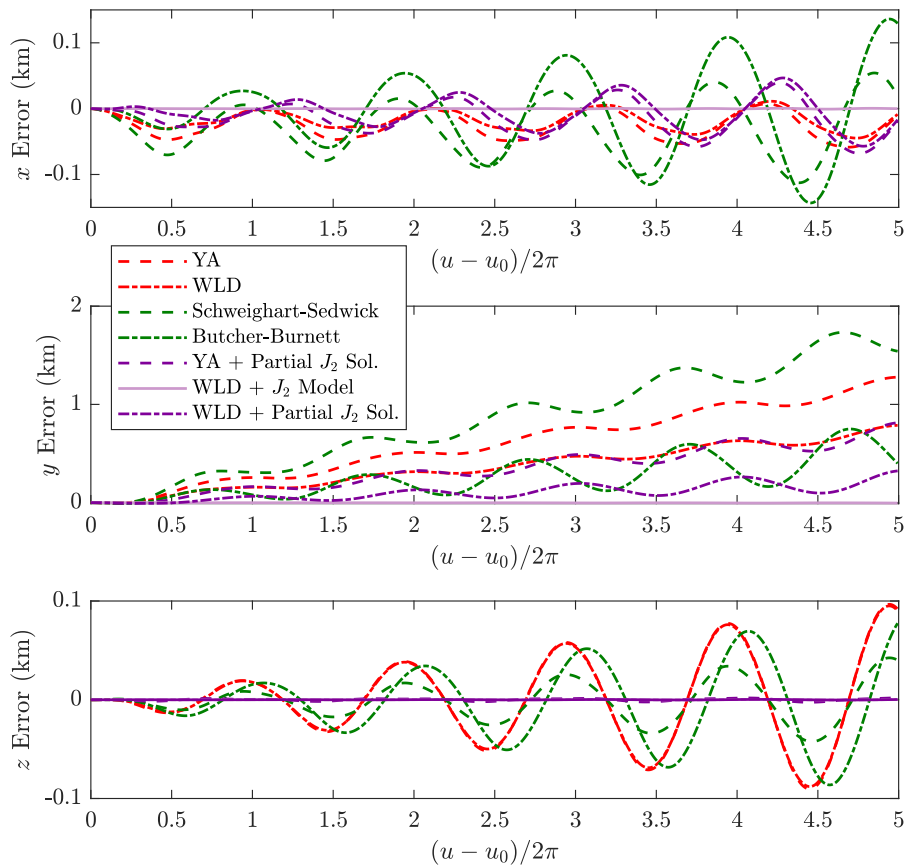 x Error (km)
0.1
0
-0.1
0 0.5 1 1.5 2 2.5 3 3.5 4 4.5 5
(u − u₀)/2π
YA
WLD
Schweighart-Sedwick
Butcher-Burnett
YA + Partial J₂ Sol.
WLD + J₂ Model
WLD + Partial J₂ Sol.
y Error (km)
2
1
0
0 0.5 1 1.5 2 2.5 3 3.5 4 4.5 5
(u − u₀)/2π
z Error (km)
0.1
0
-0.1
0 0.5 1 1.5 2 2.5 3 3.5 4 4.5 5
(u − u₀)/2π